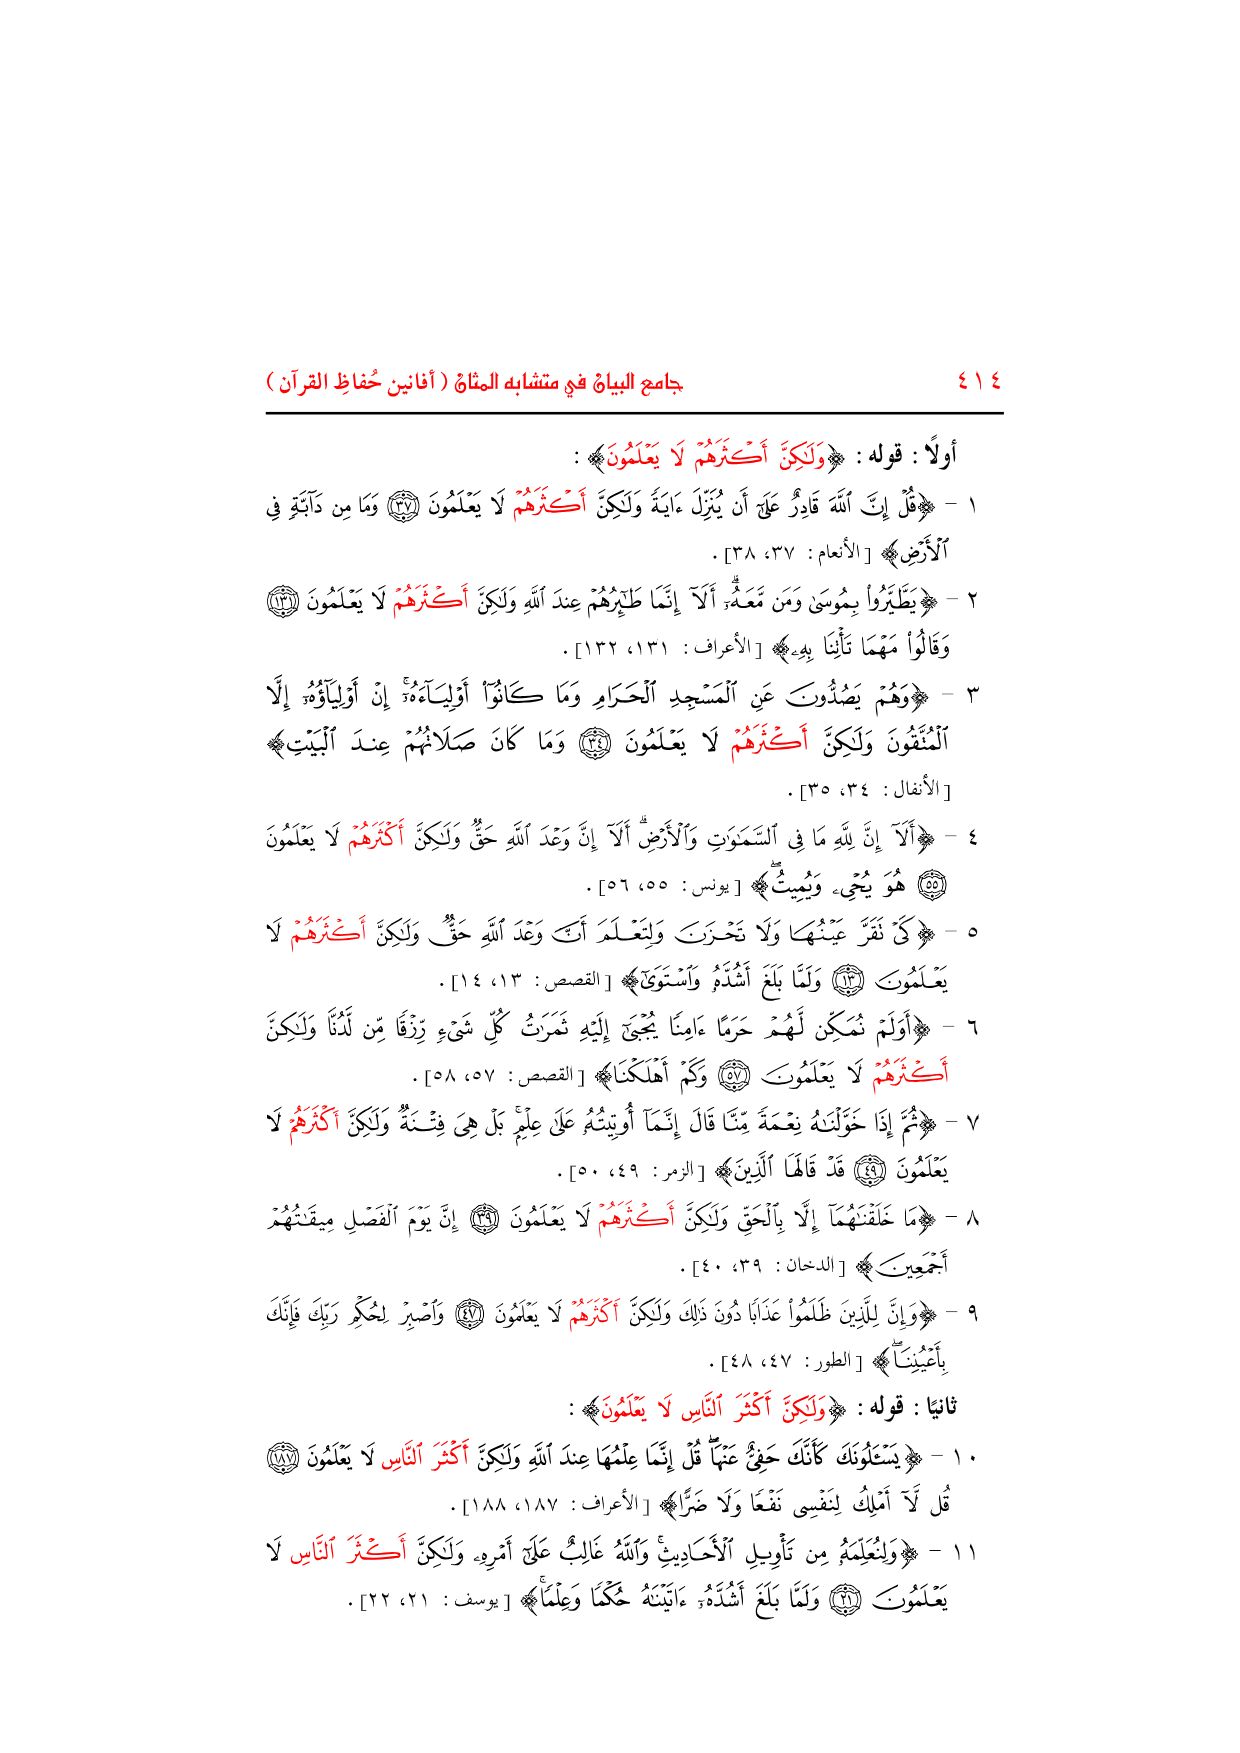 ٤١٤ جامع البيان في متشابه المثان ( أفانين حُفاظِ القرآن )
أولًا : قوله : ﴿وَلَٰكِنَّ أَكۡثَرَهُمۡ لَا يَعۡلَمُونَ﴾ :
١ - ﴿قُلۡ إِنَّ ٱللَّهَ قَادِرٌ عَلَىٰٓ أَن يُنَزِّلَ ءَايَةٗ وَلَٰكِنَّ أَكۡثَرَهُمۡ لَا يَعۡلَمُونَ ٣٧ وَمَا مِن دَآبَّةٖ فِي
ٱلۡأَرۡضِ﴾ [الأنعام : ٣٧، ٣٨] .
٢ - ﴿يَطَّيَّرُواْ بِمُوسَىٰ وَمَن مَّعَهُۥٓۗ أَلَآ إِنَّمَا طَٰٓئِرُهُمۡ عِندَ ٱللَّهِ وَلَٰكِنَّ أَكۡثَرَهُمۡ لَا يَعۡلَمُونَ ١٣١
وَقَالُواْ مَهۡمَا تَأۡتِنَا بِهِۦ﴾ [الأعراف : ١٣١، ١٣٢] .
٣ - ﴿وَهُمۡ يَصُدُّونَ عَنِ ٱلۡمَسۡجِدِ ٱلۡحَرَامِ وَمَا كَانُوٓاْ أَوۡلِيَآءَهُۥٓۚ إِنۡ أَوۡلِيَآؤُهُۥٓ إِلَّا
ٱلۡمُتَّقُونَ وَلَٰكِنَّ أَكۡثَرَهُمۡ لَا يَعۡلَمُونَ ٣٤ وَمَا كَانَ صَلَاتُهُمۡ عِندَ ٱلۡبَيۡتِ﴾
[الأنفال : ٣٤، ٣٥] .
٤ - ﴿أَلَآ إِنَّ لِلَّهِ مَا فِي ٱلسَّمَٰوَٰتِ وَٱلۡأَرۡضِۗ أَلَآ إِنَّ وَعۡدَ ٱللَّهِ حَقّٞ وَلَٰكِنَّ أَكۡثَرَهُمۡ لَا يَعۡلَمُونَ
٥٥ هُوَ يُحۡيِۦ وَيُمِيتُۖ﴾ [يونس : ٥٥، ٥٦] .
٥ - ﴿كَيۡ تَقَرَّ عَيۡنُهَا وَلَا تَحۡزَنَ وَلِتَعۡلَمَ أَنَّ وَعۡدَ ٱللَّهِ حَقّٞ وَلَٰكِنَّ أَكۡثَرَهُمۡ لَا
يَعۡلَمُونَ ١٣ وَلَمَّا بَلَغَ أَشُدَّهُۥ وَٱسۡتَوَىٰٓ﴾ [القصص : ١٣، ١٤] .
٦ - ﴿أَوَلَمۡ نُمَكِّن لَّهُمۡ حَرَمًا ءَامِنٗا يُجۡبَىٰٓ إِلَيۡهِ ثَمَرَٰتُ كُلِّ شَيۡءٖ رِّزۡقٗا مِّن لَّدُنَّا وَلَٰكِنَّ
أَكۡثَرَهُمۡ لَا يَعۡلَمُونَ ٥٧ وَكَمۡ أَهۡلَكۡنَا﴾ [القصص : ٥٧، ٥٨] .
٧ - ﴿ثُمَّ إِذَا خَوَّلۡنَٰهُ نِعۡمَةٗ مِّنَّا قَالَ إِنَّمَآ أُوتِيتُهُۥ عَلَىٰ عِلۡمِۭۚ بَلۡ هِيَ فِتۡنَةٞ وَلَٰكِنَّ أَكۡثَرَهُمۡ لَا
يَعۡلَمُونَ ٤٩ قَدۡ قَالَهَا ٱلَّذِينَ﴾ [الزمر : ٤٩، ٥٠] .
٨ - ﴿مَا خَلَقۡنَٰهُمَآ إِلَّا بِٱلۡحَقِّ وَلَٰكِنَّ أَكۡثَرَهُمۡ لَا يَعۡلَمُونَ ٣٩ إِنَّ يَوۡمَ ٱلۡفَصۡلِ مِيقَٰتُهُمۡ
أَجۡمَعِينَ﴾ [الدخان : ٣٩، ٤٠] .
٩ - ﴿وَإِنَّ لِلَّذِينَ ظَلَمُواْ عَذَابٗا دُونَ ذَٰلِكَ وَلَٰكِنَّ أَكۡثَرَهُمۡ لَا يَعۡلَمُونَ ٤٧ وَٱصۡبِرۡ لِحُكۡمِ رَبِّكَ فَإِنَّكَ
بِأَعۡيُنِنَاۖ﴾ [الطور : ٤٧، ٤٨] .
ثانيًا : قوله : ﴿وَلَٰكِنَّ أَكۡثَرَ ٱلنَّاسِ لَا يَعۡلَمُونَ﴾ :
١٠ - ﴿يَسۡـَٔلُونَكَ كَأَنَّكَ حَفِيٌّ عَنۡهَاۖ قُلۡ إِنَّمَا عِلۡمُهَا عِندَ ٱللَّهِ وَلَٰكِنَّ أَكۡثَرَ ٱلنَّاسِ لَا يَعۡلَمُونَ ١٨٧
قُل لَّآ أَمۡلِكُ لِنَفۡسِي نَفۡعٗا وَلَا ضَرًّا﴾ [الأعراف : ١٨٧، ١٨٨] .
١١ - ﴿وَلِنُعَلِّمَهُۥ مِن تَأۡوِيلِ ٱلۡأَحَادِيثِۚ وَٱللَّهُ غَالِبٌ عَلَىٰٓ أَمۡرِهِۦ وَلَٰكِنَّ أَكۡثَرَ ٱلنَّاسِ لَا
يَعۡلَمُونَ ٢١ وَلَمَّا بَلَغَ أَشُدَّهُۥٓ ءَاتَيۡنَٰهُ حُكۡمٗا وَعِلۡمٗاۚ﴾ [يوسف : ٢١، ٢٢] .